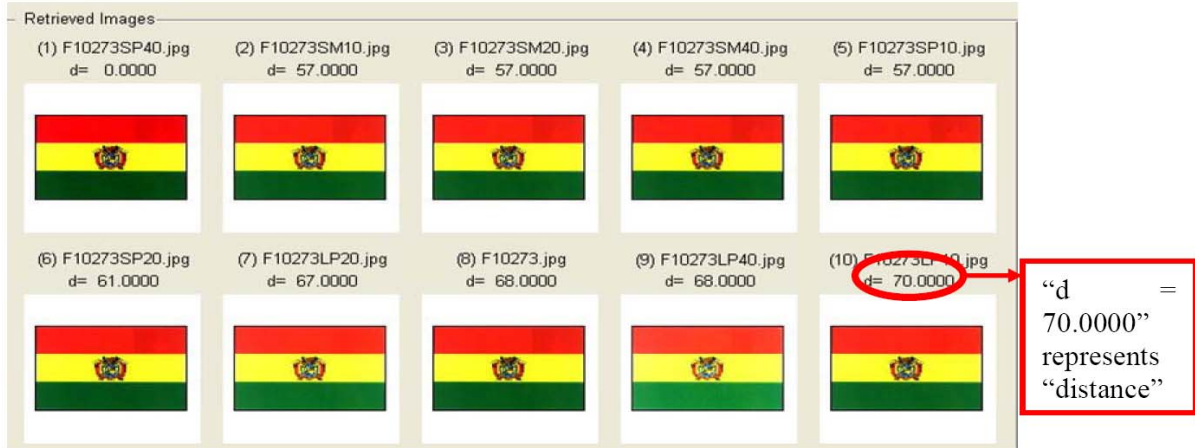 Retrieved Images
(1) F10273SP40.jpg (2) F10273SM10.jpg (3) F10273SM20.jpg (4) F10273SM40.jpg (5) F10273SP10.jpg
d= 0.0000 d= 57.0000 d= 57.0000 d= 57.0000 d= 57.0000
(6) F10273SP20.jpg (7) F10273LP20.jpg (8) F10273.jpg (9) F10273LP40.jpg (10) F10273LP10.jpg
d= 61.0000 d= 67.0000 d= 68.0000 d= 68.0000 d= 70.0000
“d =
70.0000”
represents
“distance”